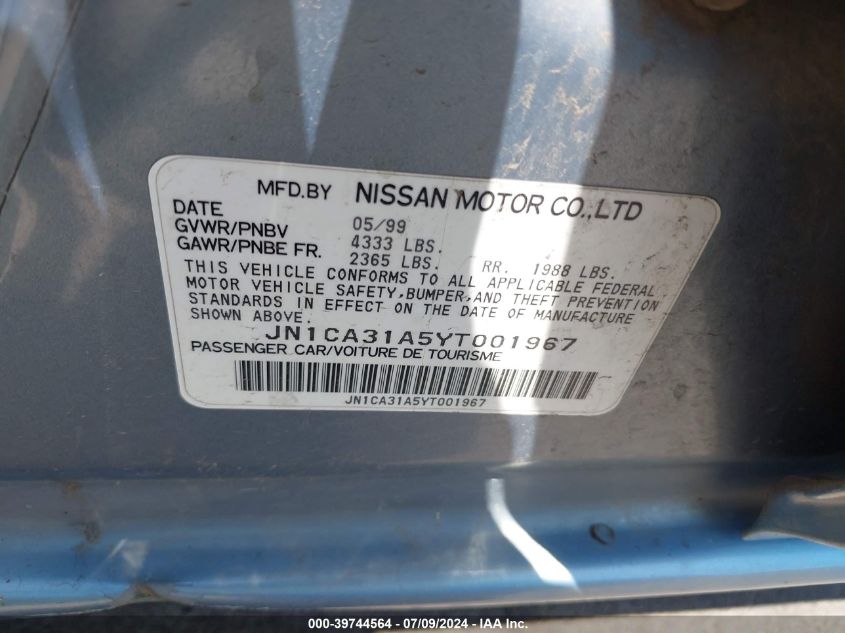 MFD.BY NISSAN MOTOR CO.,LTD
DATE 05/99
GVWR/PNBV 4333 LBS.
GAWR/PNBE FR. 2365 LBS. RR. 1988 LBS.
THIS VEHICLE CONFORMS TO ALL APPLICABLE FEDERAL
MOTOR VEHICLE SAFETY,BUMPER,AND THEFT PREVENTION
STANDARDS IN EFFECT ON THE DATE OF MANUFACTURE
SHOWN ABOVE.
JN1CA31A5YT001967
PASSENGER CAR/VOITURE DE TOURISME
JN1CA31A5YT001967
000-39744564 - 07/09/2024 - IAA Inc.